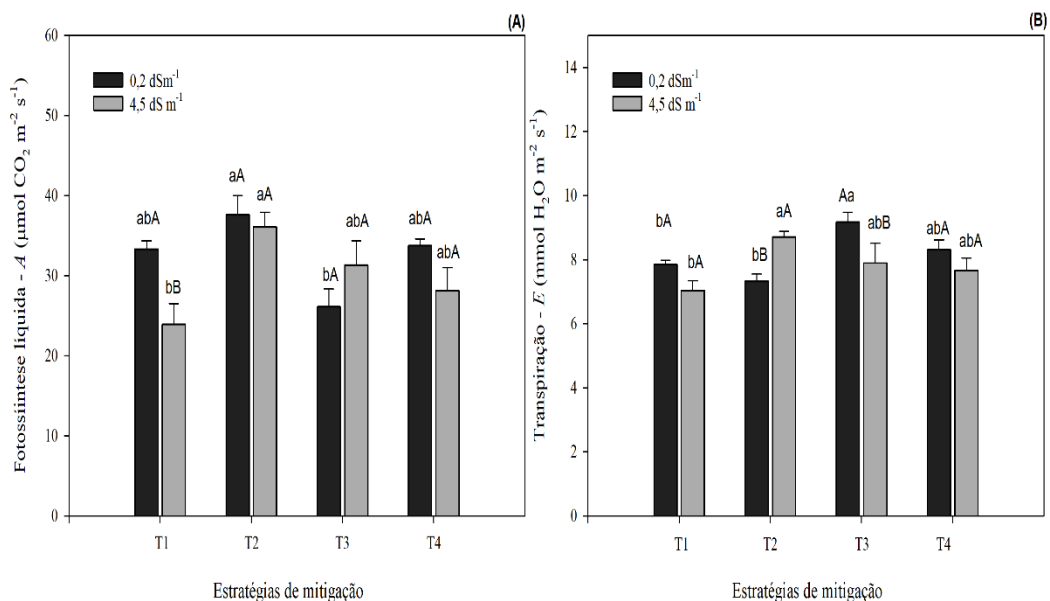 (A)
60
50
40
30
20
10
0
Fotossíintese liquida - A (µmol CO₂ m⁻² s⁻¹)
0,2 dSm⁻¹
4,5 dS m⁻¹
abA
bB
aA
aA
bA
abA
abA
abA
T1 T2 T3 T4
Estratégias de mitigação
(B)
14
12
10
8
6
4
2
0
Transpiração - E (mmol H₂O m⁻² s⁻¹)
0,2 dSm⁻¹
4,5 dS m⁻¹
bA
bA
bB
aA
Aa
abB
abA
abA
T1 T2 T3 T4
Estratégias de mitigação